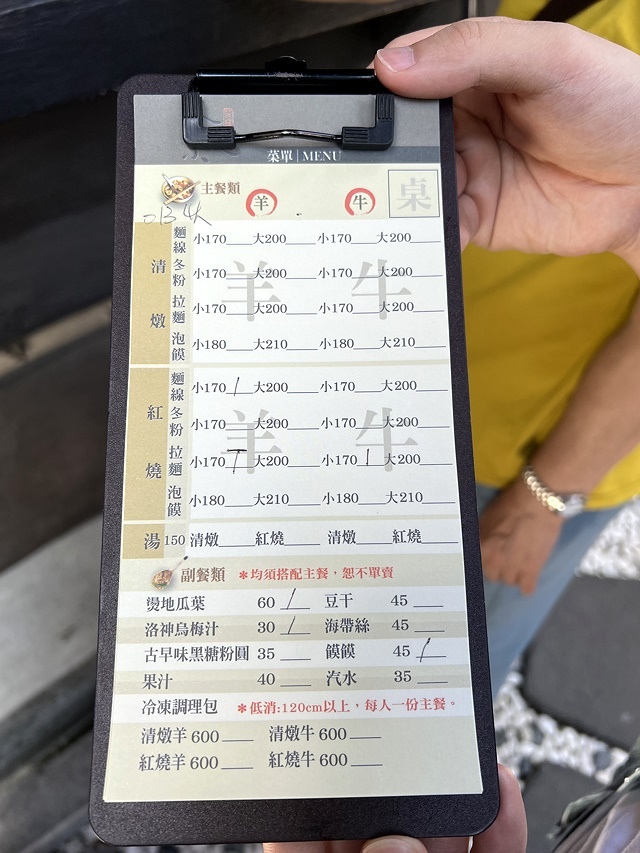 菜單 | MENU
主餐類 羊 牛 桌
清燉
麵線 小170 大200 小170 大200
冬粉 小170 大200 小170 大200
拉麵 小170 大200 小170 大200
泡饃 小180 大210 小180 大210
羊 牛
紅燒
麵線 小170 大200 小170 大200
冬粉 小170 大200 小170 大200
拉麵 小170 大200 小170 大200
泡饃 小180 大210 小180 大210
羊 牛
湯 150 清燉 紅燒 清燉 紅燒
副餐類 *均須搭配主餐,恕不單賣
燙地瓜葉 60 豆干 45
洛神烏梅汁 30 海帶絲 45
古早味黑糖粉圓 35 饃饃 45
果汁 40 汽水 35
冷凍調理包 *低消:120cm以上,每人一份主餐。
清燉羊 600 清燉牛 600
紅燒羊 600 紅燒牛 600